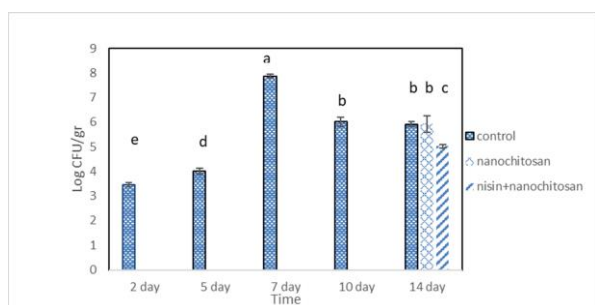 9
8
7
6
5
4
3
2
1
0
Log CFU/gr
e
d
a
b
b b c
2 day 5 day 7 day 10 day 14 day
Time
control
nanochitosan
nisin+nanochitosan